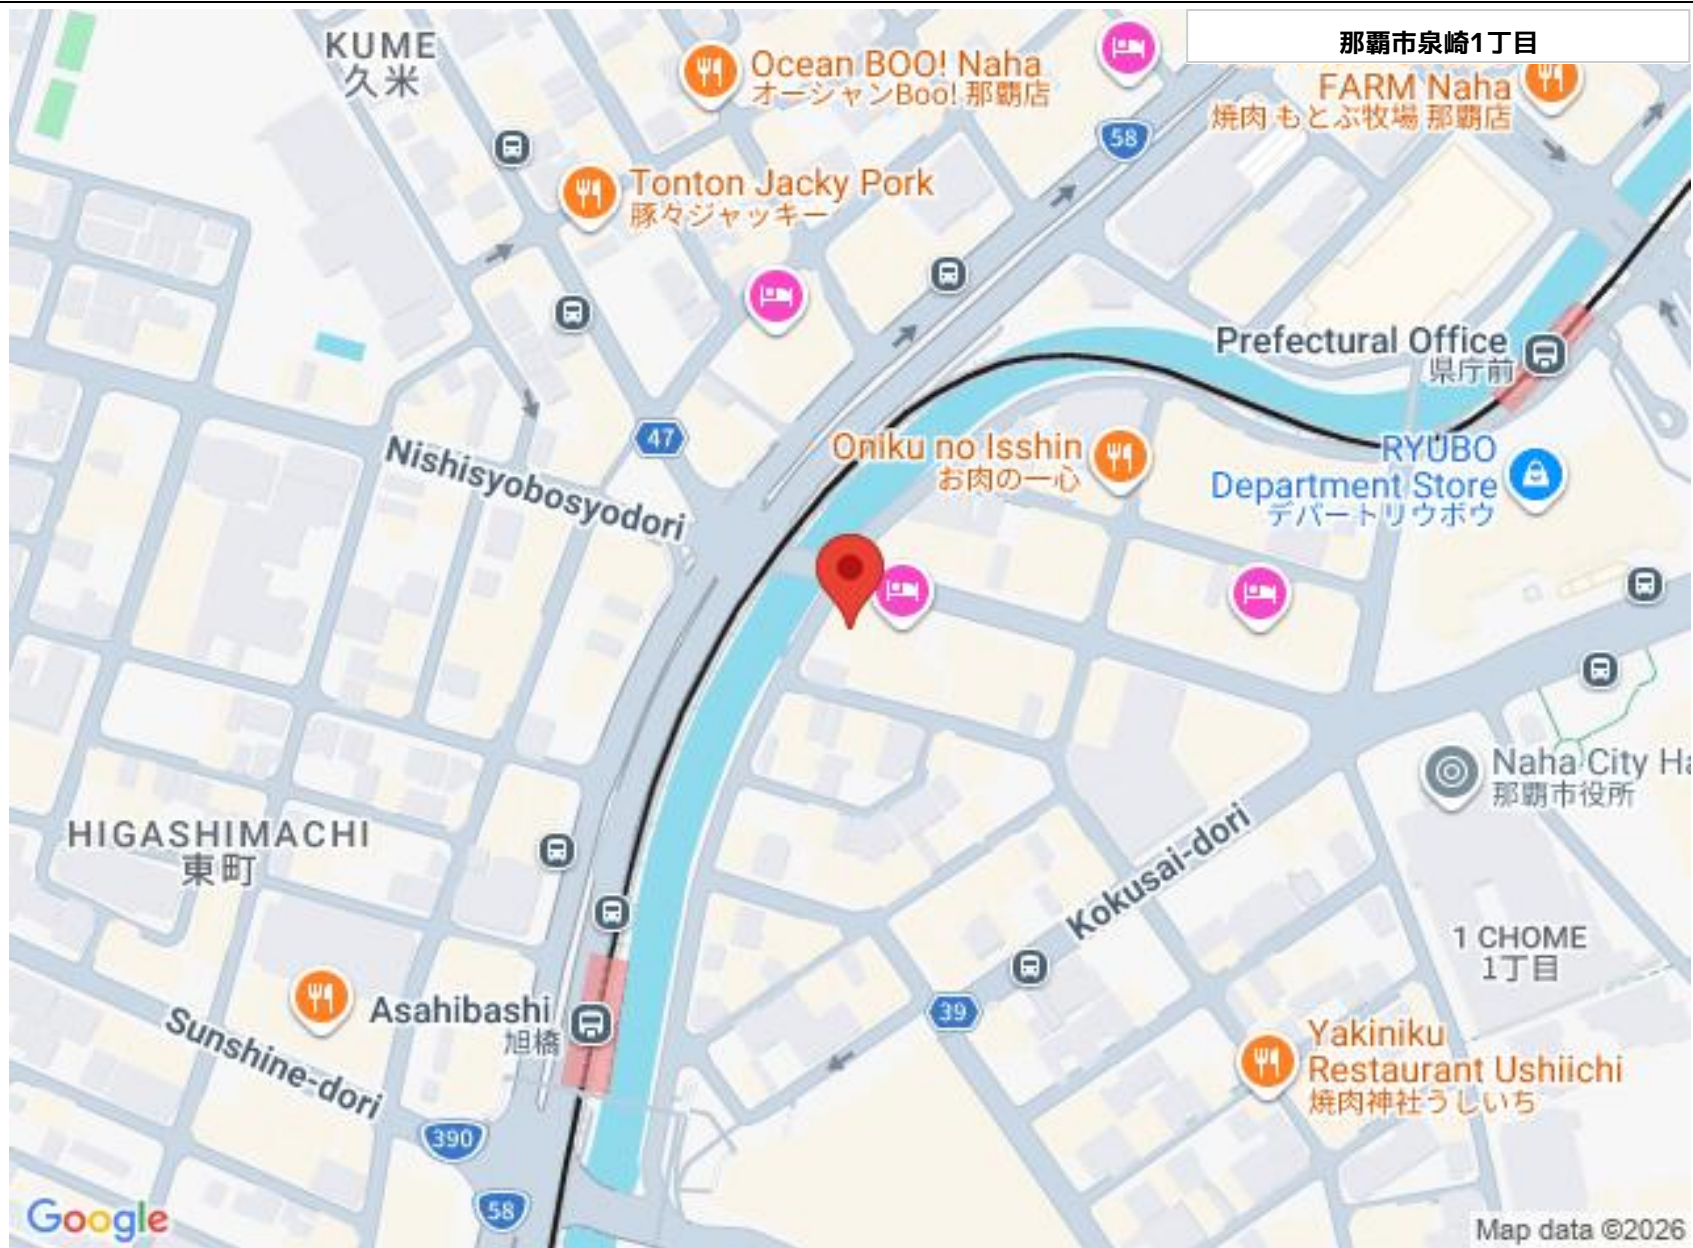 那覇市泉崎1丁目
KUME
久米
Ocean BOO! Naha
オーシャンBoo! 那覇店
FARM Naha
焼肉 もとぶ牧場 那覇店
58
Tonton Jacky Pork
豚々ジャッキー
Prefectural Office
県庁前
47
Nishisyobosyodori
Oniku no Isshin
お肉の一心
RYUBO
Department Store
デパートリウボウ
Naha City Ha
那覇市役所
HIGASHIMACHI
東町
Kokusai-dori
1 CHOME
1丁目
Asahibashi
旭橋
39
Sunshine-dori
Yakiniku
Restaurant Ushiichi
焼肉神社うしいち
390
58
Google
Map data ©2026